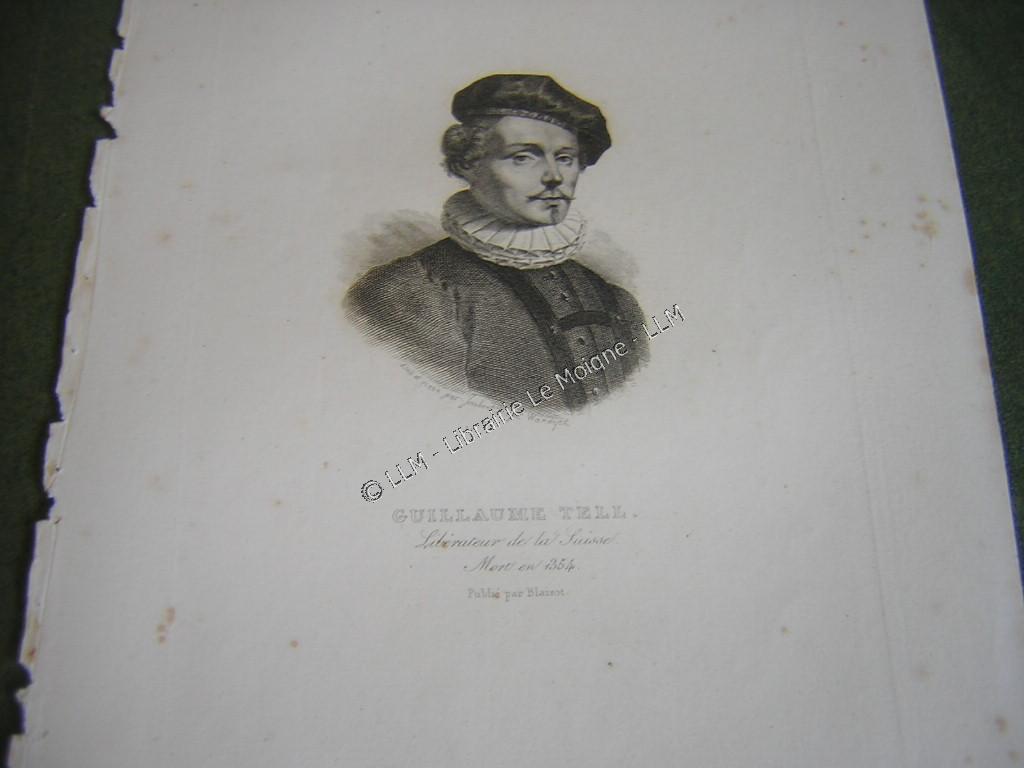 © LLM - Librairie Le Moigne - LLM
GUILLAUME TELL.
Libérateur de la Suisse.
Mort en 1354.
Publié par Blaisot.